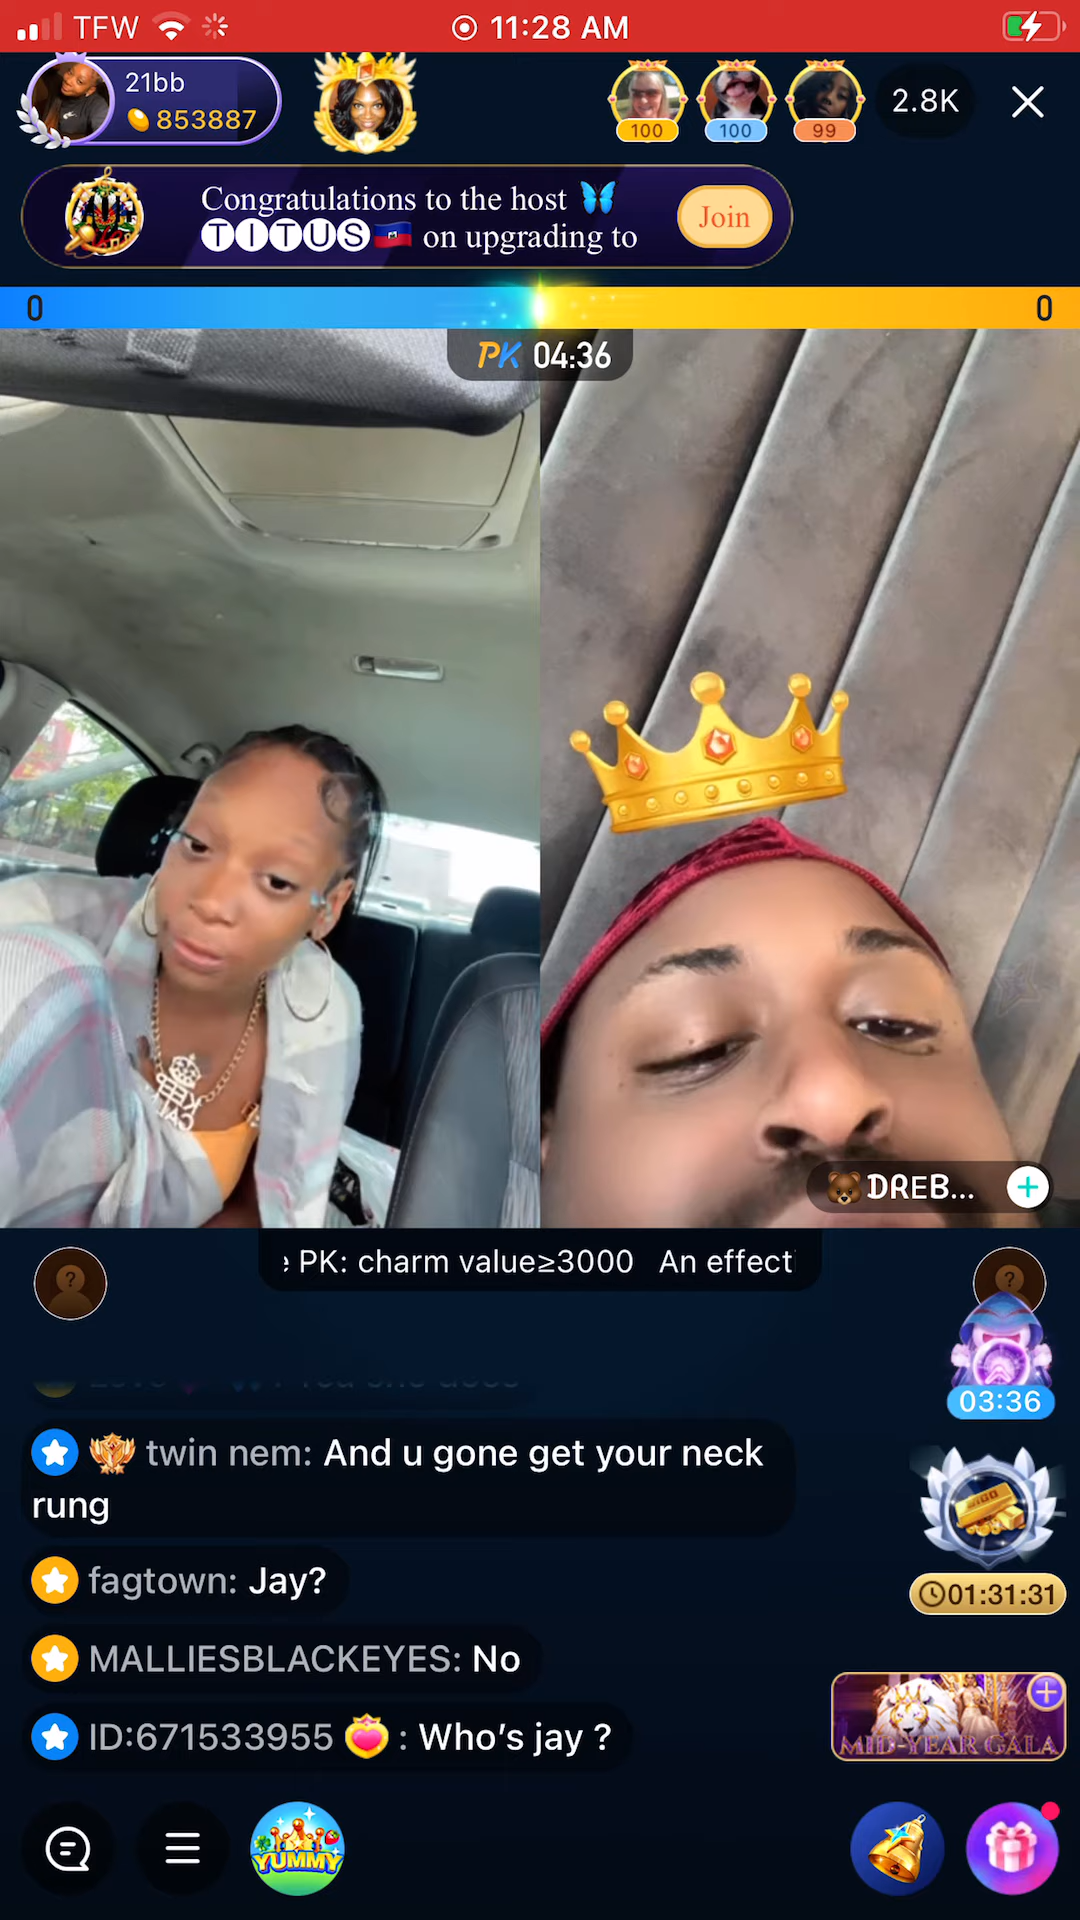 TFW
11:28 AM
21bb
853887
100
100
99
2.8K
Congratulations to the host 🦋
🅣🅘🅣🅤🅢🇭🇹 on upgrading to
Join
0
0
PK 04:36
🐻DREB...
PK: charm value≥3000 An effect
03:36
twin nem: And u gone get your neck
rung
fagtown: Jay?
01:31:31
MALLIESBLACKEYES: No
MID-YEAR GALA
ID:671533955 : Who's jay ?
YUMMY